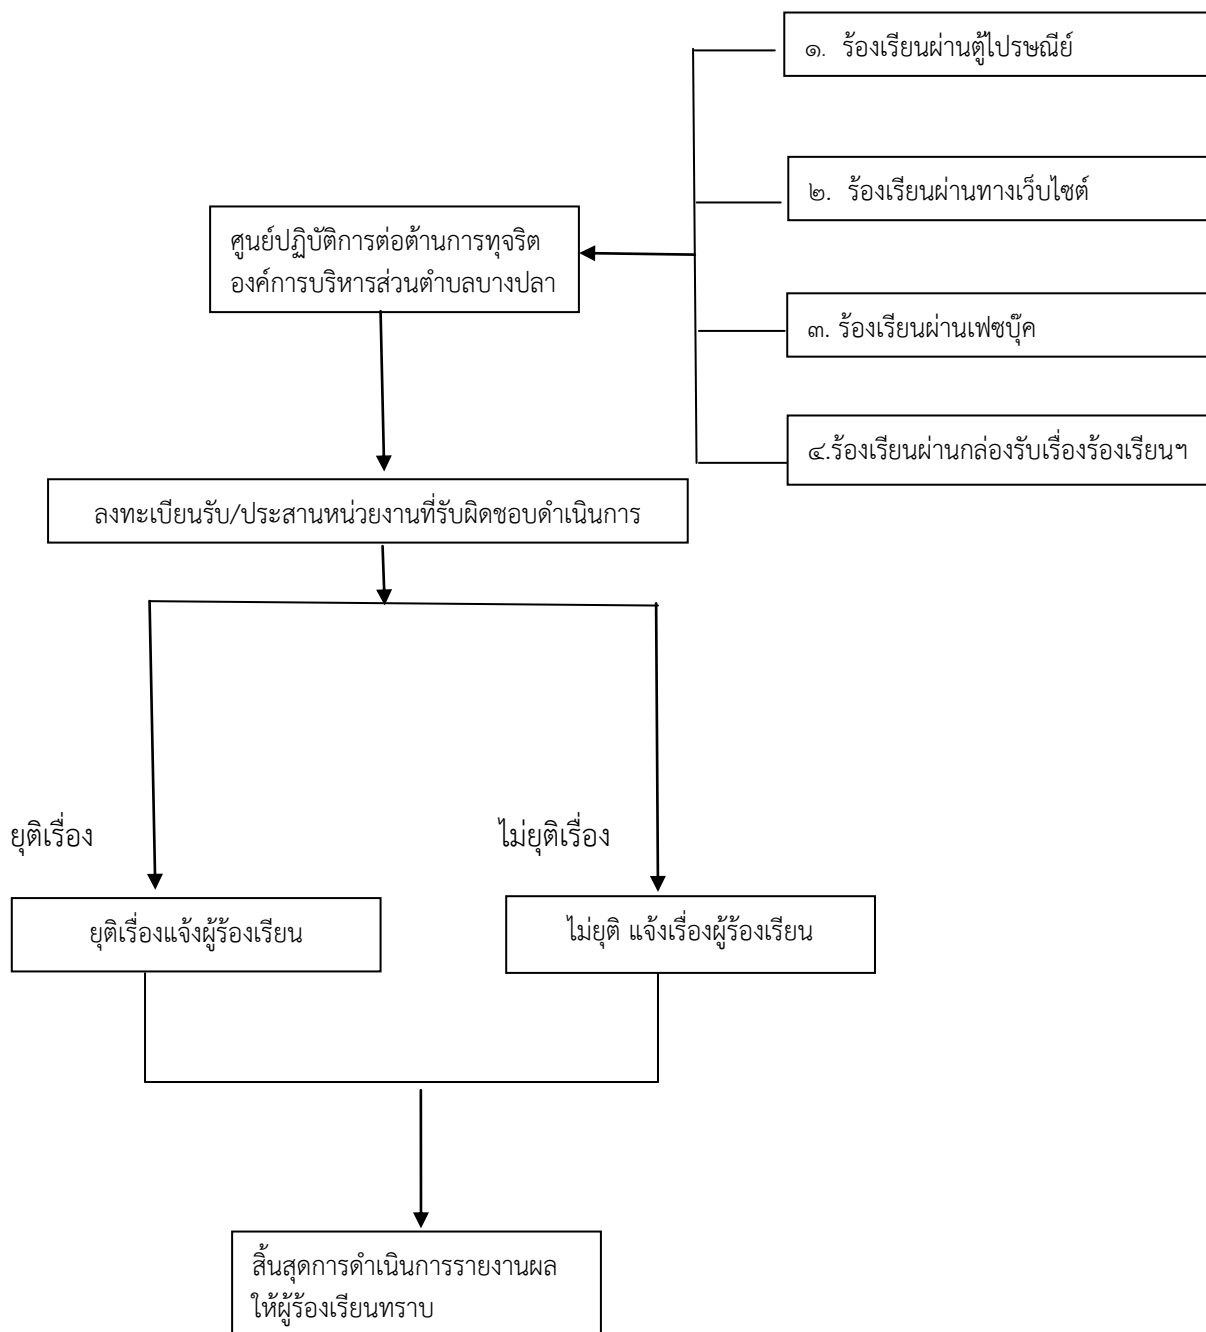 ๑. ร้องเรียนผ่านตู้ไปรษณีย์
๒. ร้องเรียนผ่านทางเว็บไซต์
ศูนย์ปฏิบัติการต่อต้านการทุจริต
องค์การบริหารส่วนตำบลบางปลา
๓. ร้องเรียนผ่านเฟซบุ๊ค
๔.ร้องเรียนผ่านกล่องรับเรื่องร้องเรียนฯ
ลงทะเบียนรับ/ประสานหน่วยงานที่รับผิดชอบดำเนินการ
ยุติเรื่อง
ไม่ยุติเรื่อง
ยุติเรื่องแจ้งผู้ร้องเรียน
ไม่ยุติ แจ้งเรื่องผู้ร้องเรียน
สิ้นสุดการดำเนินการรายงานผล
ให้ผู้ร้องเรียนทราบ